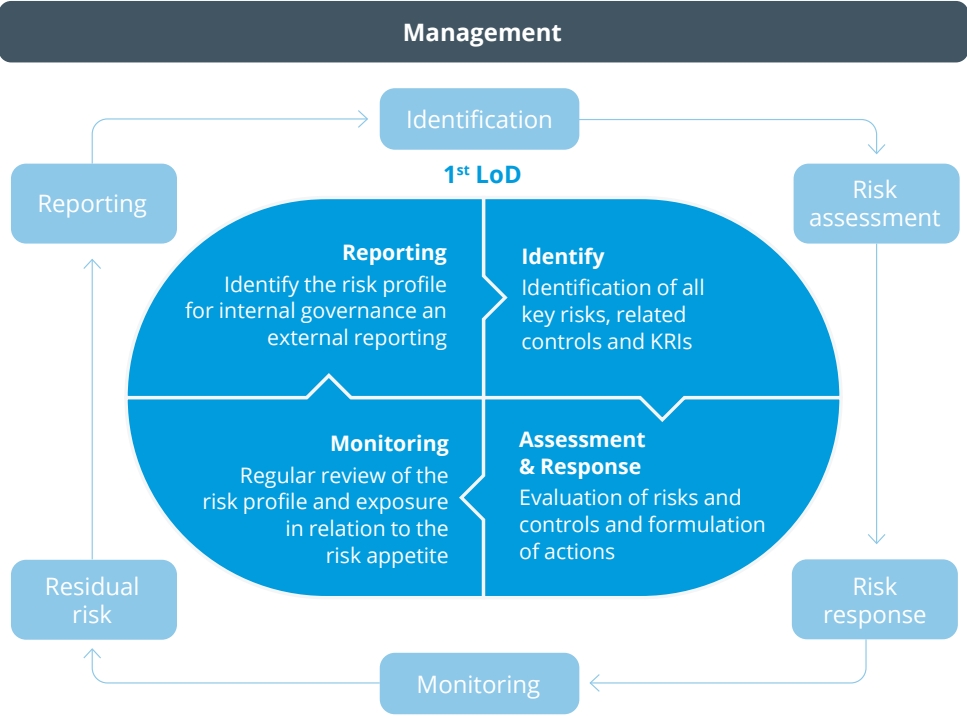 Management
Identification
1st LoD
Reporting
Risk
assessment
Reporting
Identify the risk profile
for internal governance an
external reporting
Identify
Identification of all
key risks, related
controls and KRIs
Monitoring
Regular review of the
risk profile and exposure
in relation to the
risk appetite
Assessment
& Response
Evaluation of risks and
controls and formulation
of actions
Residual
risk
Risk
response
Monitoring